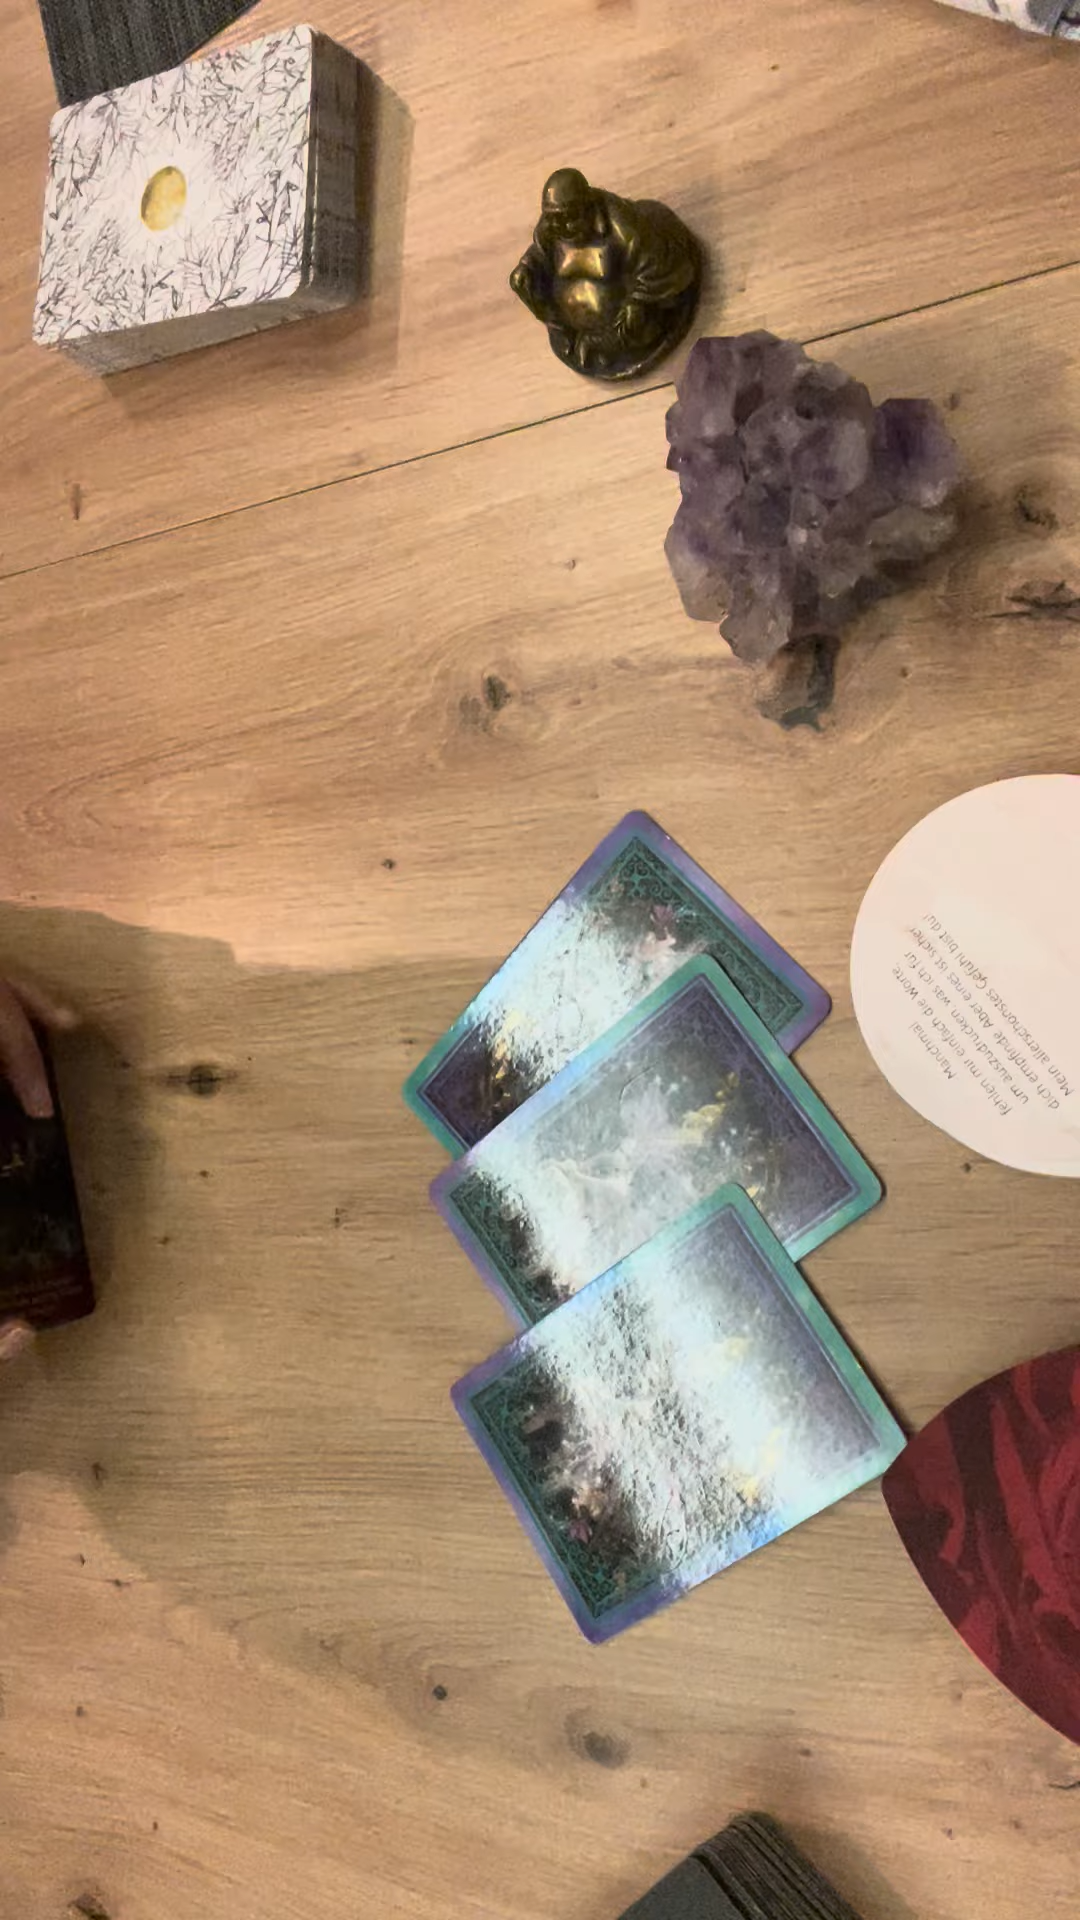 Manchmal
fehlen mir einfach die Worte,
um auszudrücken, was ich für
dich empfinde. Aber eines ist sicher
Mein allerschönstes Gefühl bist du!